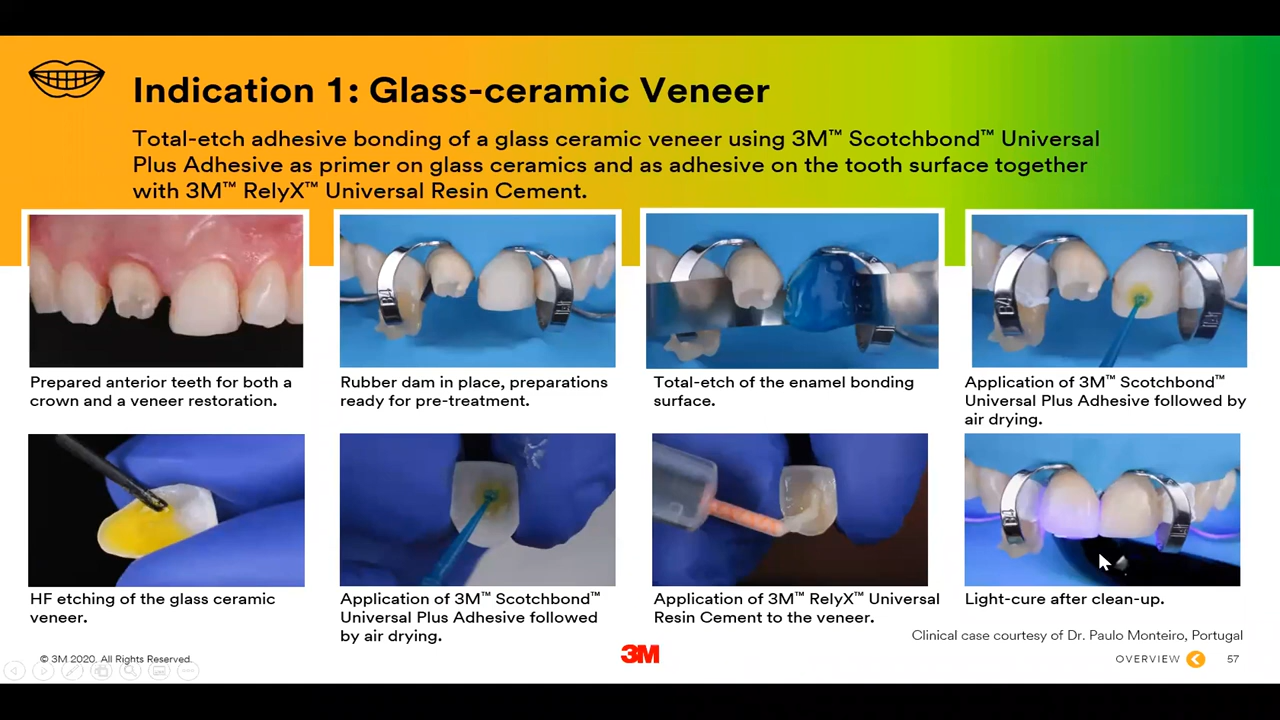 Indication 1: Glass-ceramic Veneer
Total-etch adhesive bonding of a glass ceramic veneer using 3M™ Scotchbond™ Universal
Plus Adhesive as primer on glass ceramics and as adhesive on the tooth surface together
with 3M™ RelyX™ Universal Resin Cement.
Prepared anterior teeth for both a
crown and a veneer restoration.
Rubber dam in place, preparations
ready for pre-treatment.
Total-etch of the enamel bonding
surface.
Application of 3M™ Scotchbond™
Universal Plus Adhesive followed by
air drying.
HF etching of the glass ceramic
veneer.
Application of 3M™ Scotchbond™
Universal Plus Adhesive followed
by air drying.
Application of 3M™ RelyX™ Universal
Resin Cement to the veneer.
Light-cure after clean-up.
Clinical case courtesy of Dr. Paulo Monteiro, Portugal
© 3M 2020. All Rights Reserved.
3M
OVERVIEW
57